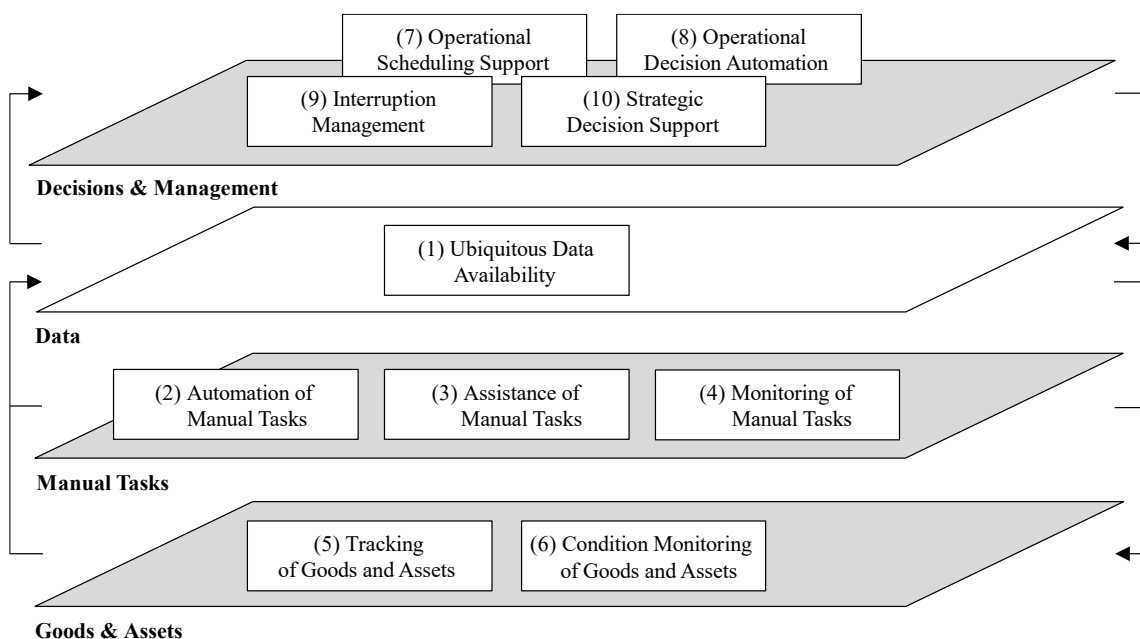 (7) Operational
Scheduling Support
(8) Operational
Decision Automation
(9) Interruption
Management
(10) Strategic
Decision Support
Decisions & Management
(1) Ubiquitous Data
Availability
Data
(2) Automation of
Manual Tasks
(3) Assistance of
Manual Tasks
(4) Monitoring of
Manual Tasks
Manual Tasks
(5) Tracking
of Goods and Assets
(6) Condition Monitoring
of Goods and Assets
Goods & Assets